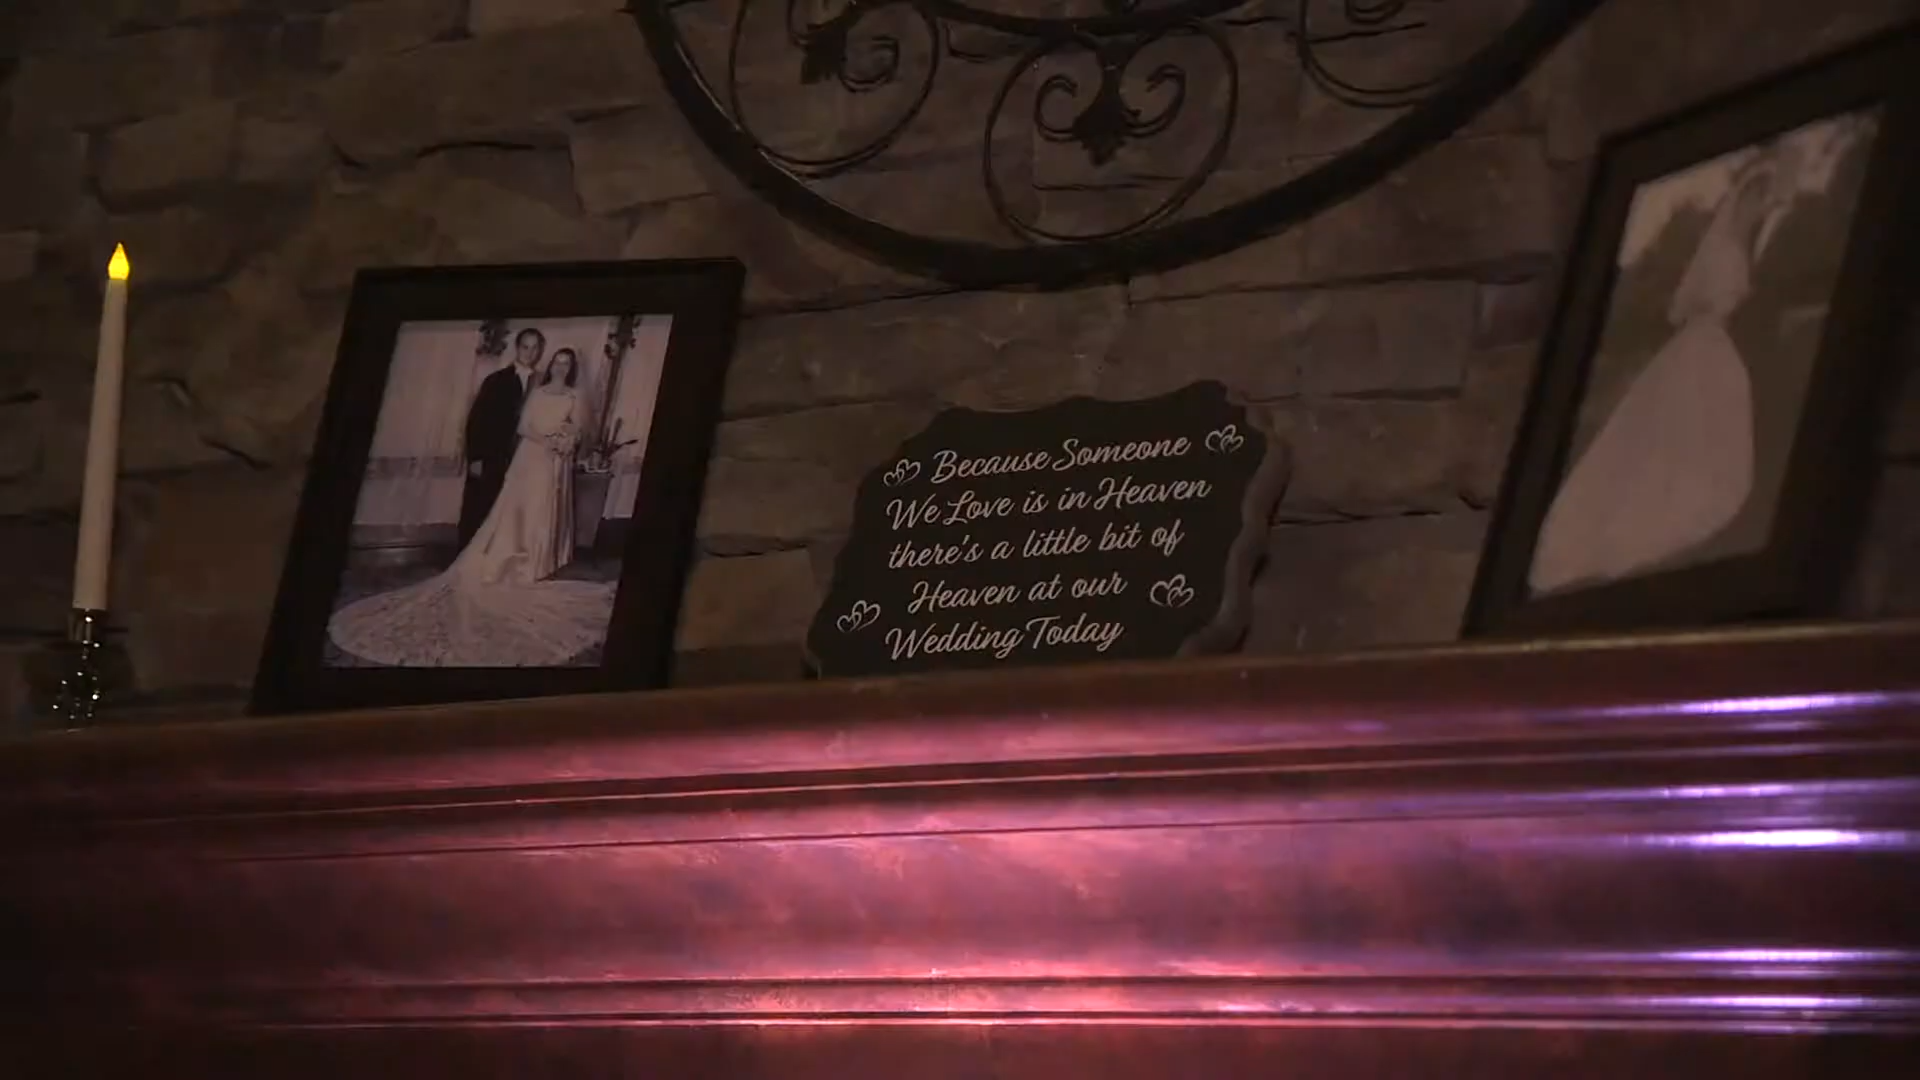 Because Someone
We Love is in Heaven
there's a little bit of
Heaven at our
Wedding Today